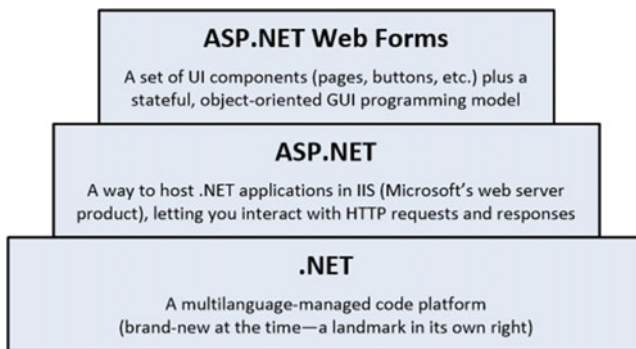 ASP.NET Web Forms
A set of UI components (pages, buttons, etc.) plus a
stateful, object-oriented GUI programming model
ASP.NET
A way to host .NET applications in IIS (Microsoft's web server
product), letting you interact with HTTP requests and responses
.NET
A multilanguage-managed code platform
(brand-new at the time—a landmark in its own right)